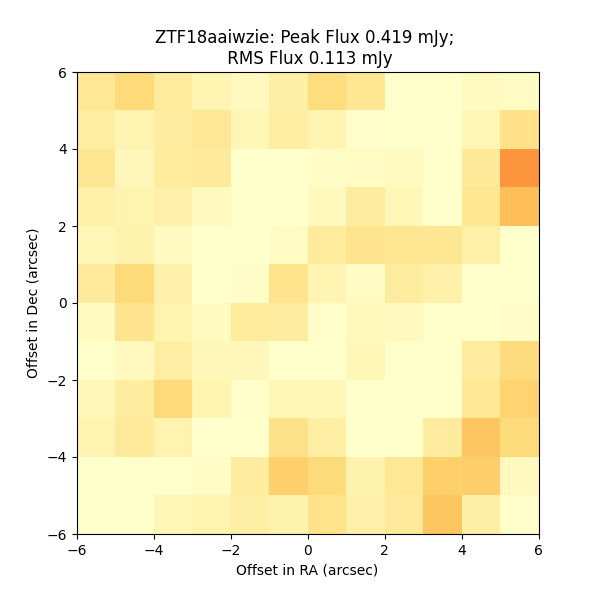 ZTF18aaiwzie: Peak Flux 0.419 mJy;
RMS Flux 0.113 mJy
6
4
2
0
−2
−4
−6
Offset in Dec (arcsec)
−6 −4 −2 0 2 4 6
Offset in RA (arcsec)